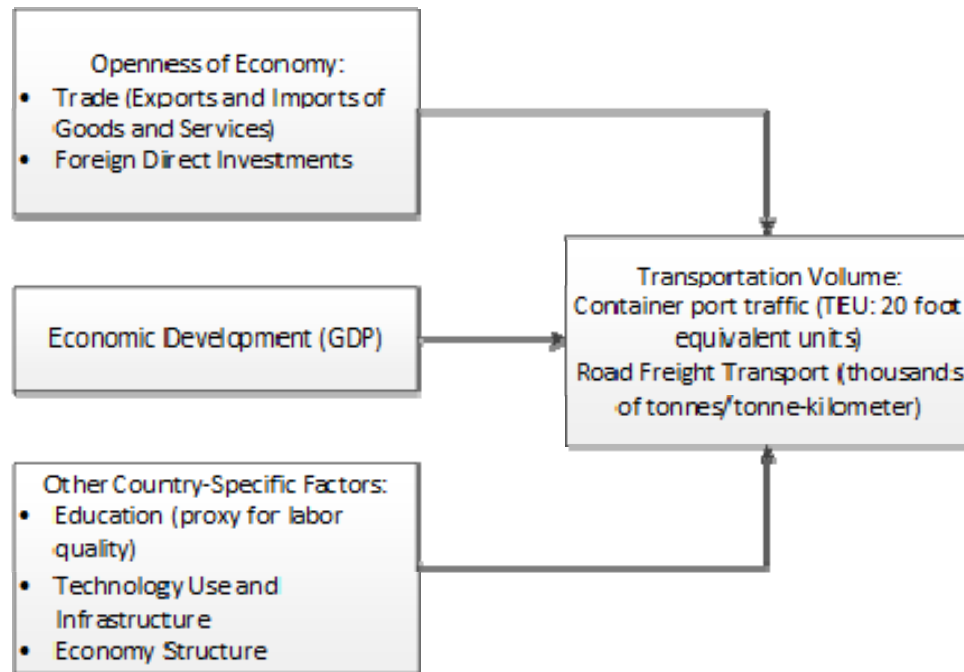 Openness of Economy:
• Trade (Exports and Imports of
Goods and Services)
• Foreign Direct Investments
Economic Development (GDP)
Other Country-Specific Factors:
• Education (proxy for labor
quality)
• Technology Use and
Infrastructure
• Economy Structure
Transportation Volume:
Container port traffic (TEU: 20 foot
equivalent units)
Road Freight Transport (thousands
of tonnes/tonne-kilometer)